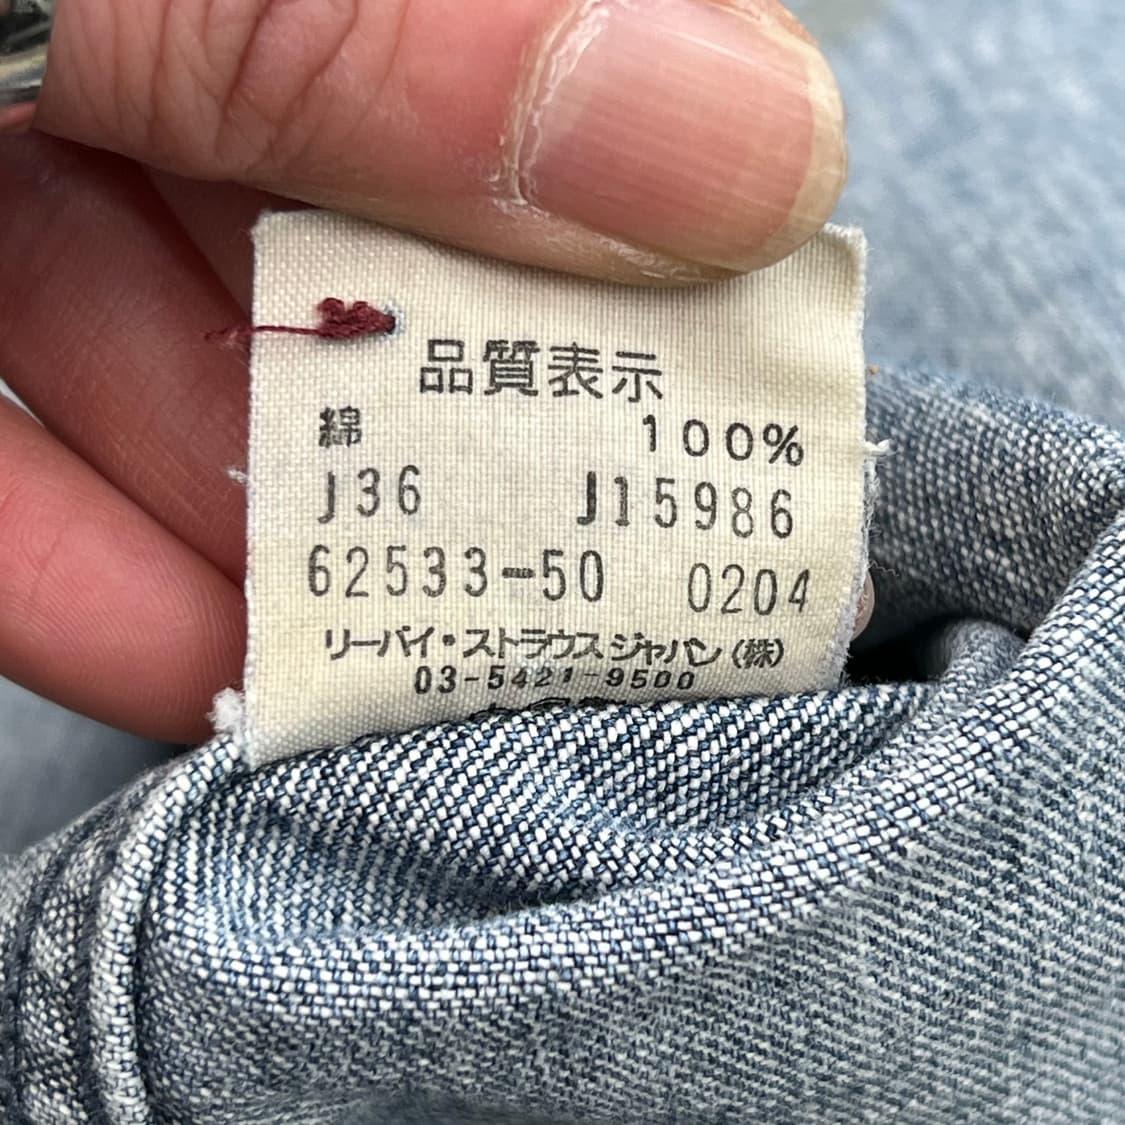 品質表示
綿 100%
J36 J15986
62533-50 0204
リーバイ・ストラウス ジャパン(株)
03-5421-9500